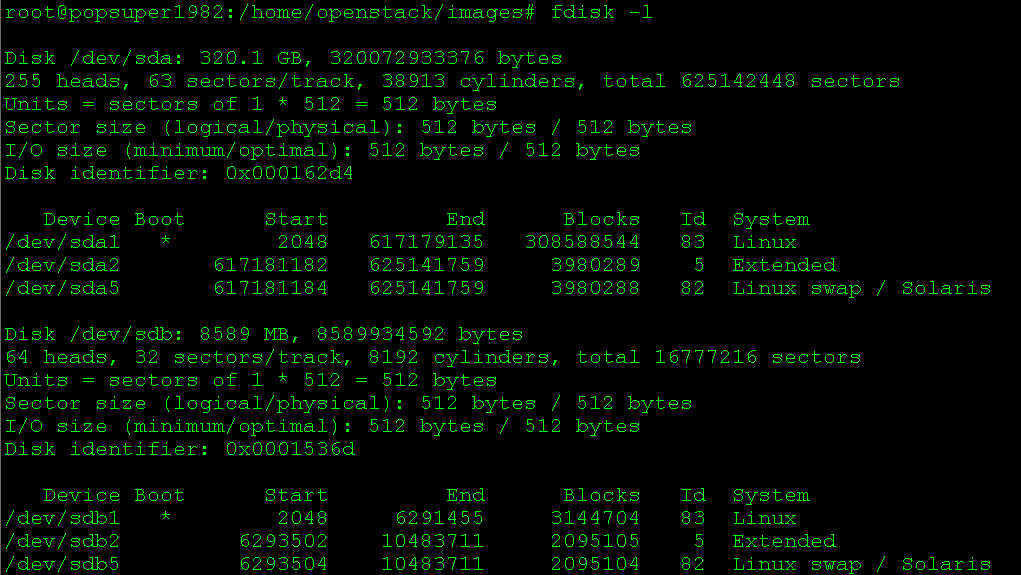 root@popsuper1982:/home/openstack/images# fdisk -l

Disk /dev/sda: 320.1 GB, 320072933376 bytes
255 heads, 63 sectors/track, 38913 cylinders, total 625142448 sectors
Units = sectors of 1 * 512 = 512 bytes
Sector size (logical/physical): 512 bytes / 512 bytes
I/O size (minimum/optimal): 512 bytes / 512 bytes
Disk identifier: 0x000162d4

   Device Boot      Start         End      Blocks   Id  System
/dev/sda1   *        2048   617179135   308588544   83  Linux
/dev/sda2       617181182   625141759     3980289    5  Extended
/dev/sda5       617181184   625141759     3980288   82  Linux swap / Solaris

Disk /dev/sdb: 8589 MB, 8589934592 bytes
64 heads, 32 sectors/track, 8192 cylinders, total 16777216 sectors
Units = sectors of 1 * 512 = 512 bytes
Sector size (logical/physical): 512 bytes / 512 bytes
I/O size (minimum/optimal): 512 bytes / 512 bytes
Disk identifier: 0x0001536d

   Device Boot      Start         End      Blocks   Id  System
/dev/sdb1   *        2048     6291455     3144704   83  Linux
/dev/sdb2         6293502    10483711     2095105    5  Extended
/dev/sdb5         6293504    10483711     2095104   82  Linux swap / Solaris